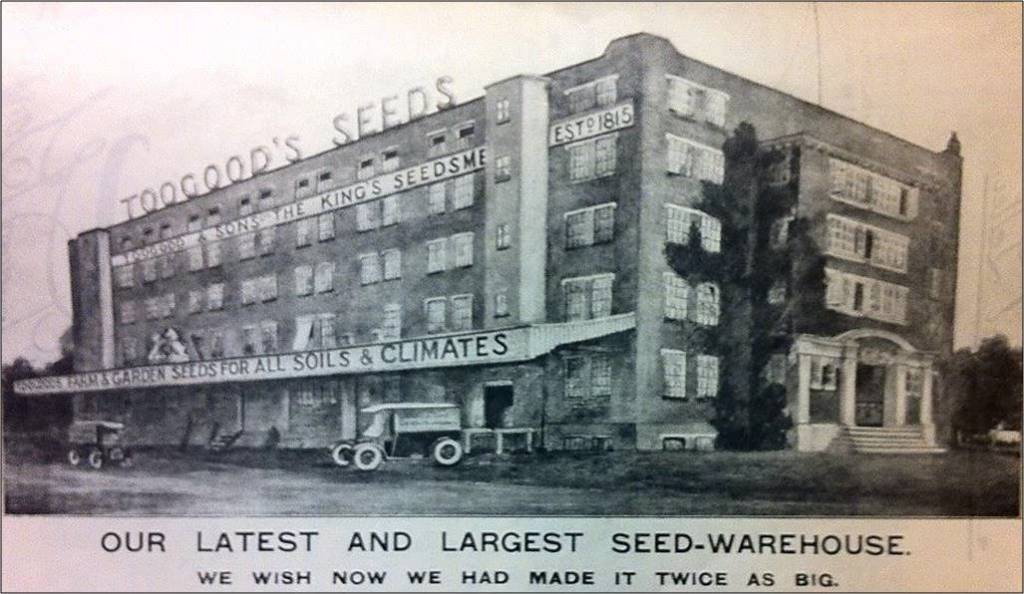 TOOGOOD'S SEEDS
TOOGOOD & SONS THE KING'S SEEDSME
ESTD 1815
TOOGOOD'S FARM & GARDEN SEEDS FOR ALL SOILS & CLIMATES
OUR LATEST AND LARGEST SEED-WAREHOUSE.
WE WISH NOW WE HAD MADE IT TWICE AS BIG.